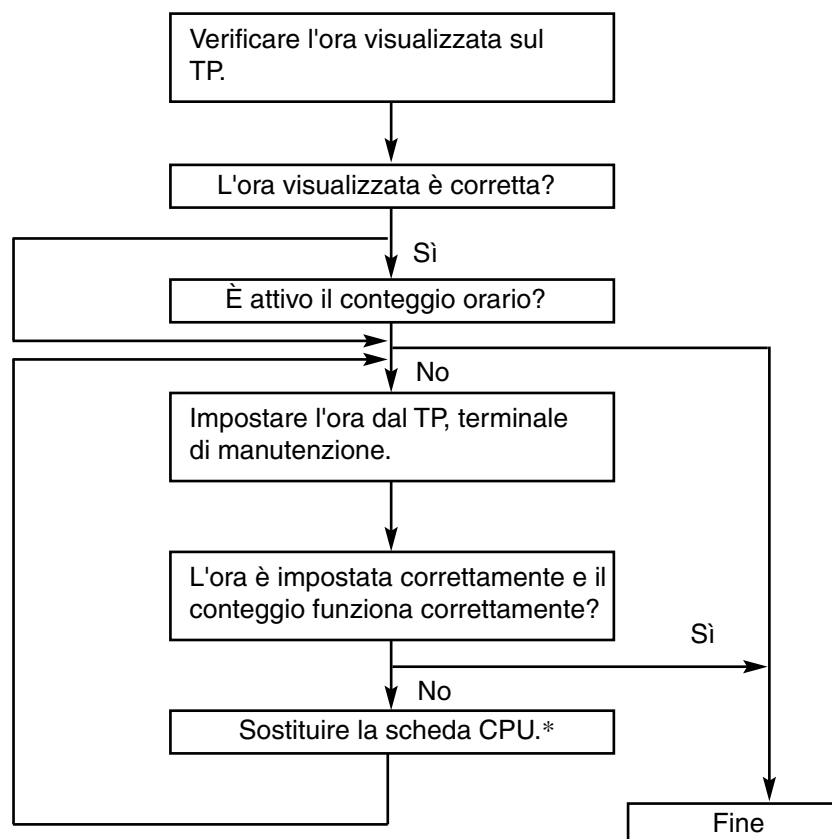 Verificare l'ora visualizzata sul
TP.
L'ora visualizzata è corretta?
Sì
È attivo il conteggio orario?
No
Impostare l'ora dal TP, terminale
di manutenzione.
L'ora è impostata correttamente e il
conteggio funziona correttamente?
Sì
No
Sostituire la scheda CPU.*
Fine